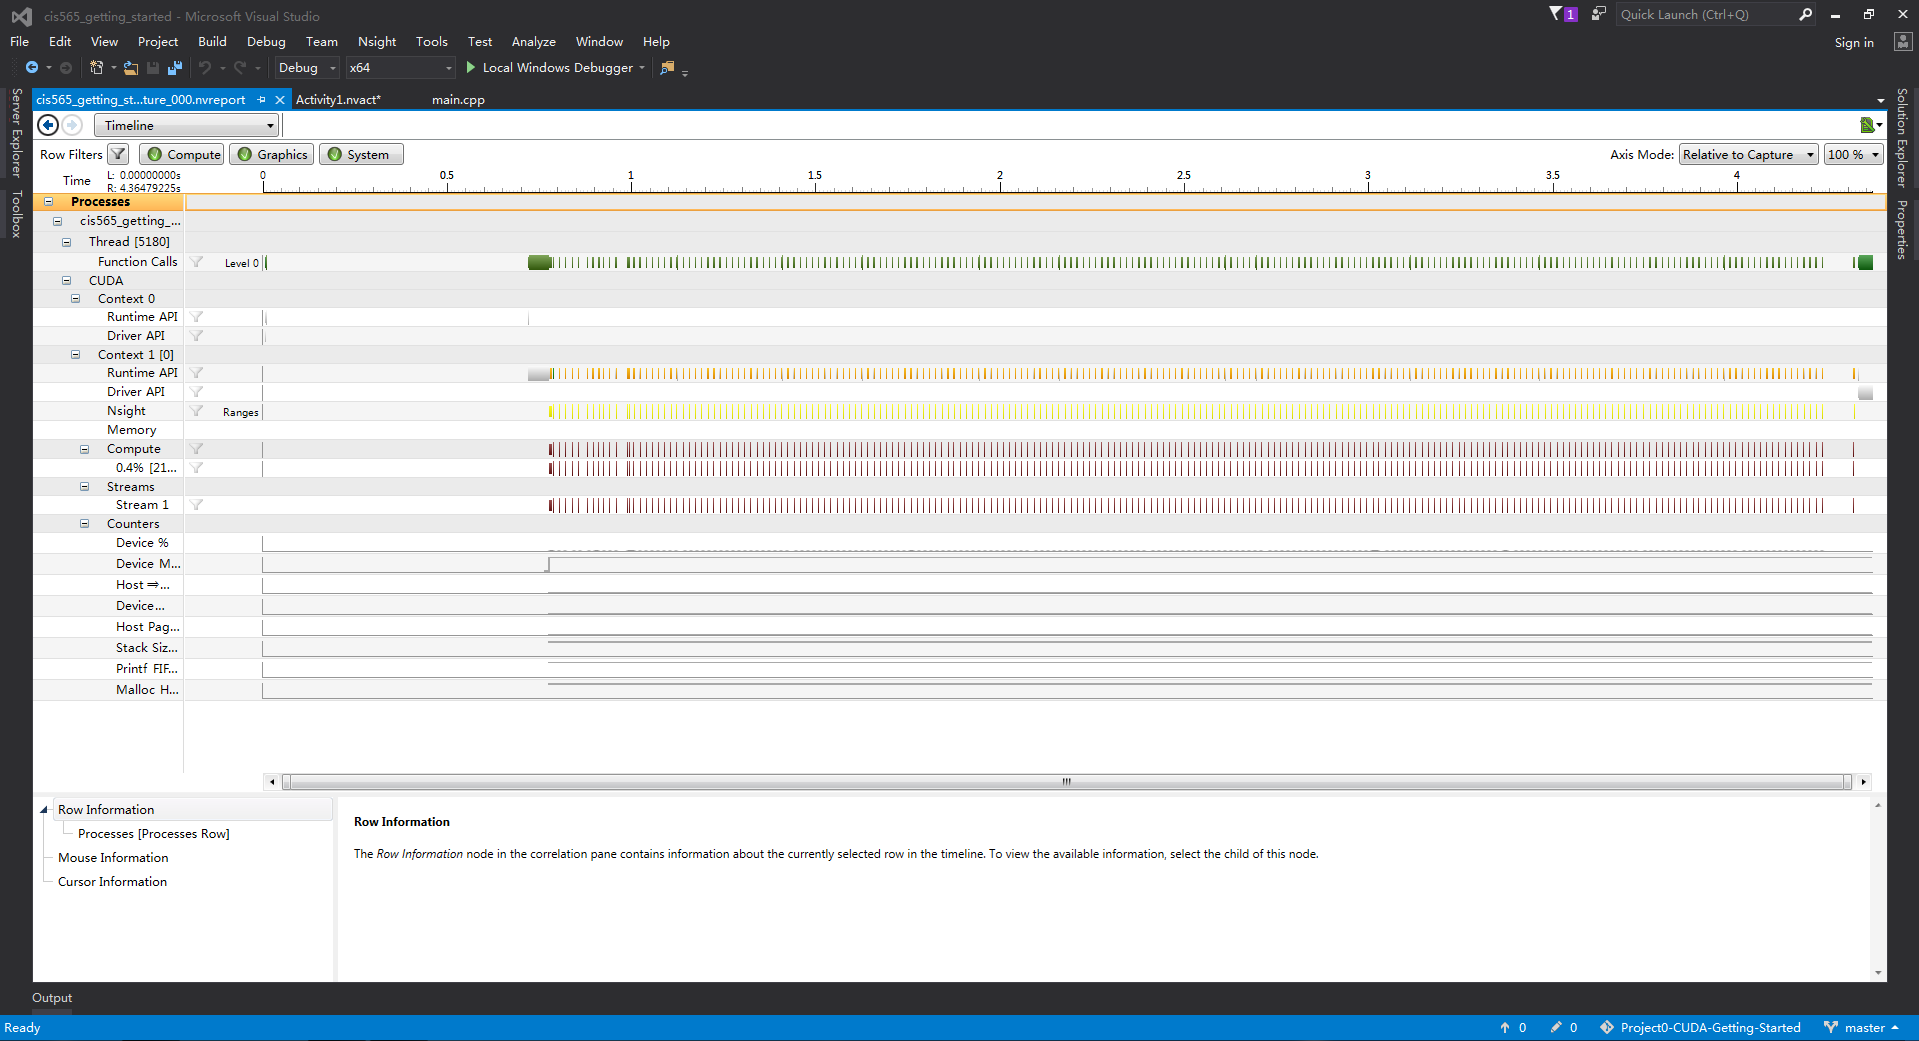 cis565_getting_started - Microsoft Visual Studio
1
Quick Launch (Ctrl+Q)
File Edit View Project Build Debug Team Nsight Tools Test Analyze Window Help
Sign in
Debug x64 Local Windows Debugger
Server Explorer
Toolbox
cis565_getting_st...ture_000.nvreport Activity1.nvact* main.cpp
Solution Explorer
Properties
Timeline
Row Filters Compute Graphics System
Axis Mode: Relative to Capture 100 %
Time L: 0.00000000s
R: 4.36479225s
0 0.5 1 1.5 2 2.5 3 3.5 4
Processes
cis565_getting_...
Thread [5180]
Function Calls Level 0
CUDA
Context 0
Runtime API
Driver API
Context 1 [0]
Runtime API
Driver API
Nsight Ranges
Memory
Compute
0.4% [21...
Streams
Stream 1
Counters
Device %
Device M...
Host ⇒...
Device...
Host Pag...
Stack Siz...
Printf FIF...
Malloc H...
Row Information
Processes [Processes Row]
Mouse Information
Cursor Information
Row Information
The Row Information node in the correlation pane contains information about the currently selected row in the timeline. To view the available information, select the child of this node.
Output
Ready
0 0 Project0-CUDA-Getting-Started master